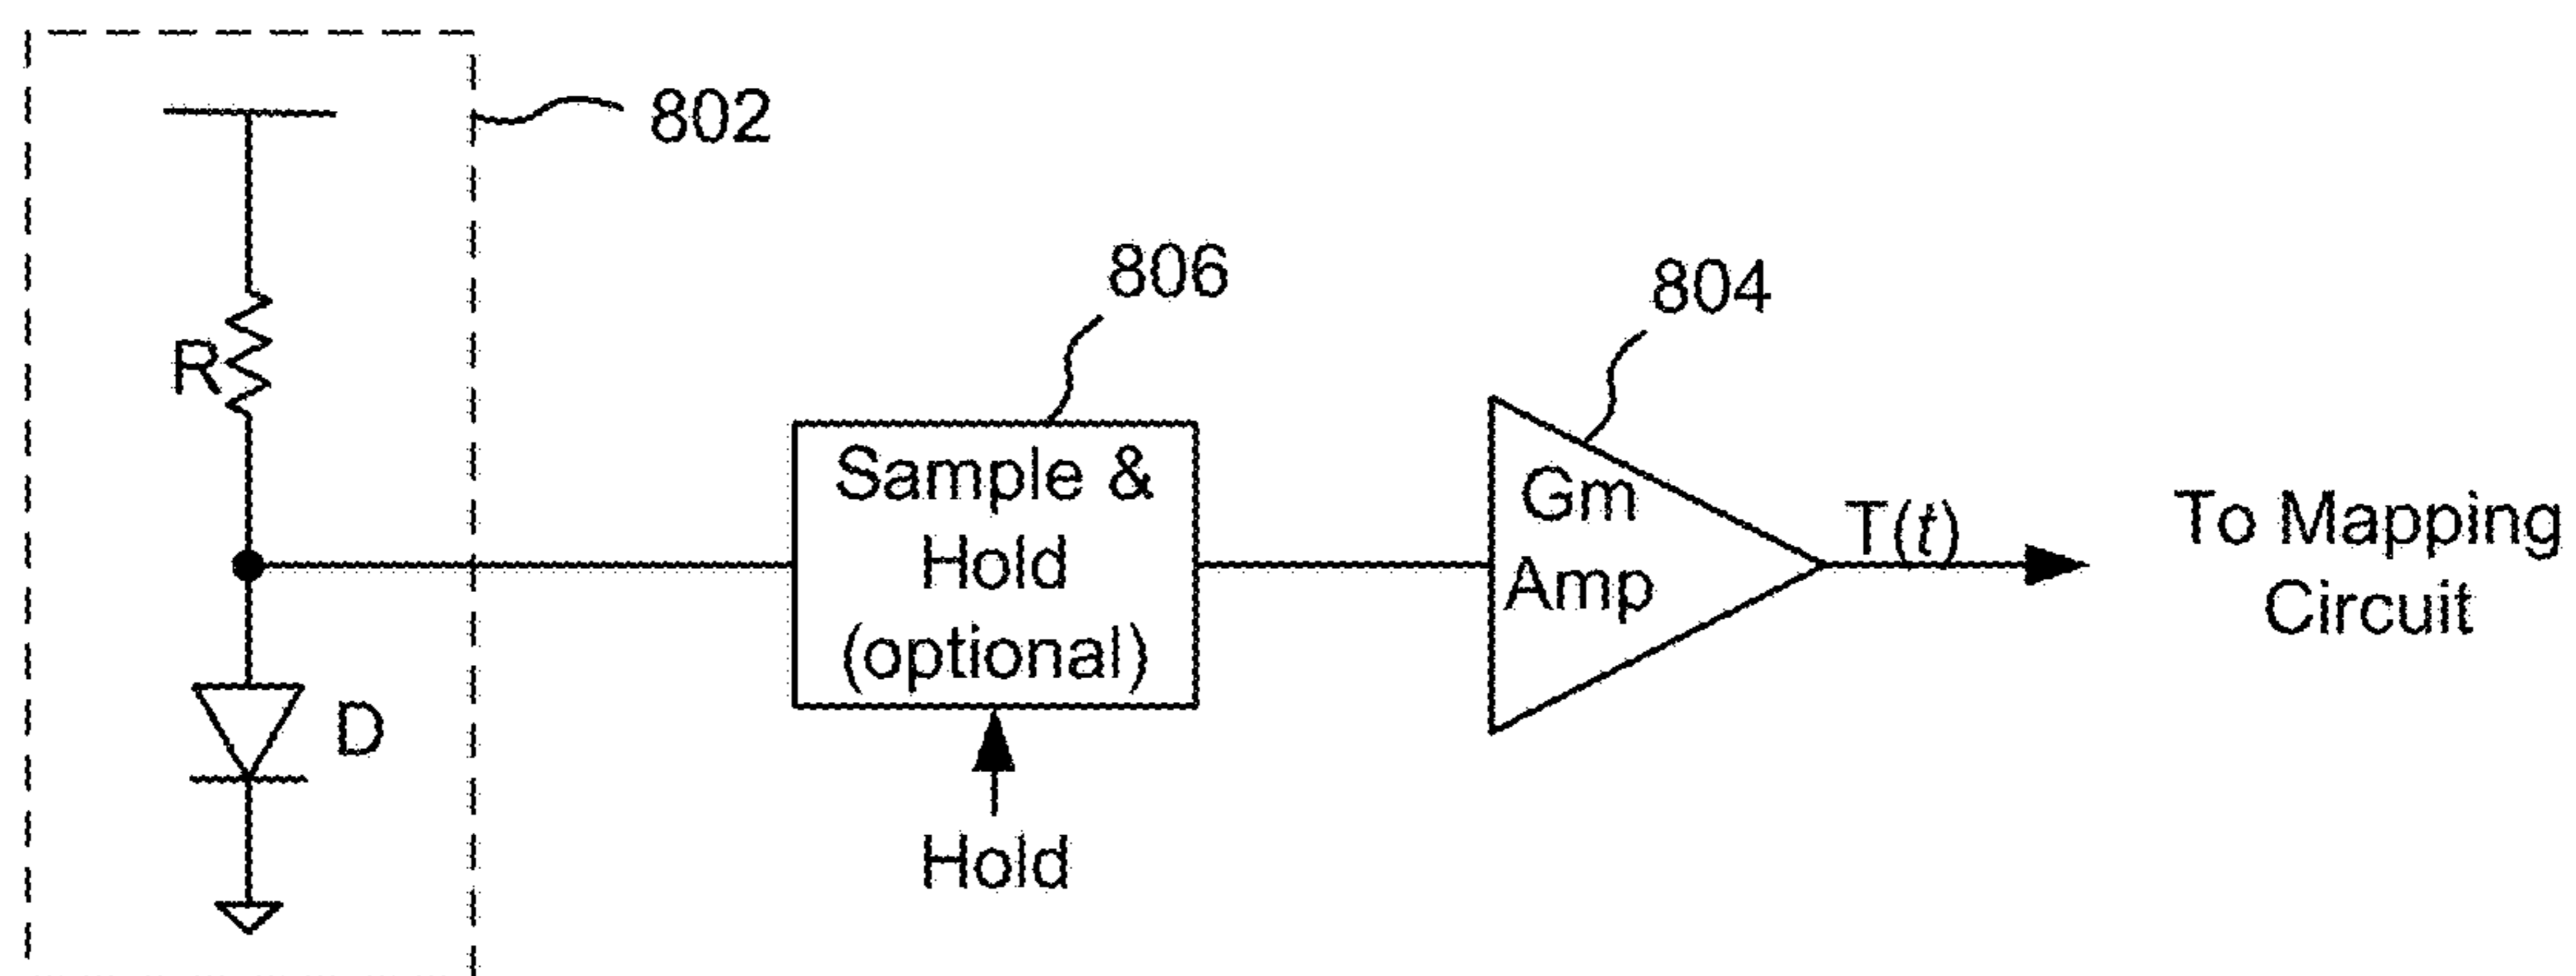 802
R
D
806
Sample &
Hold
(optional)
Hold
804
Gm
Amp
T(t)
To Mapping
Circuit